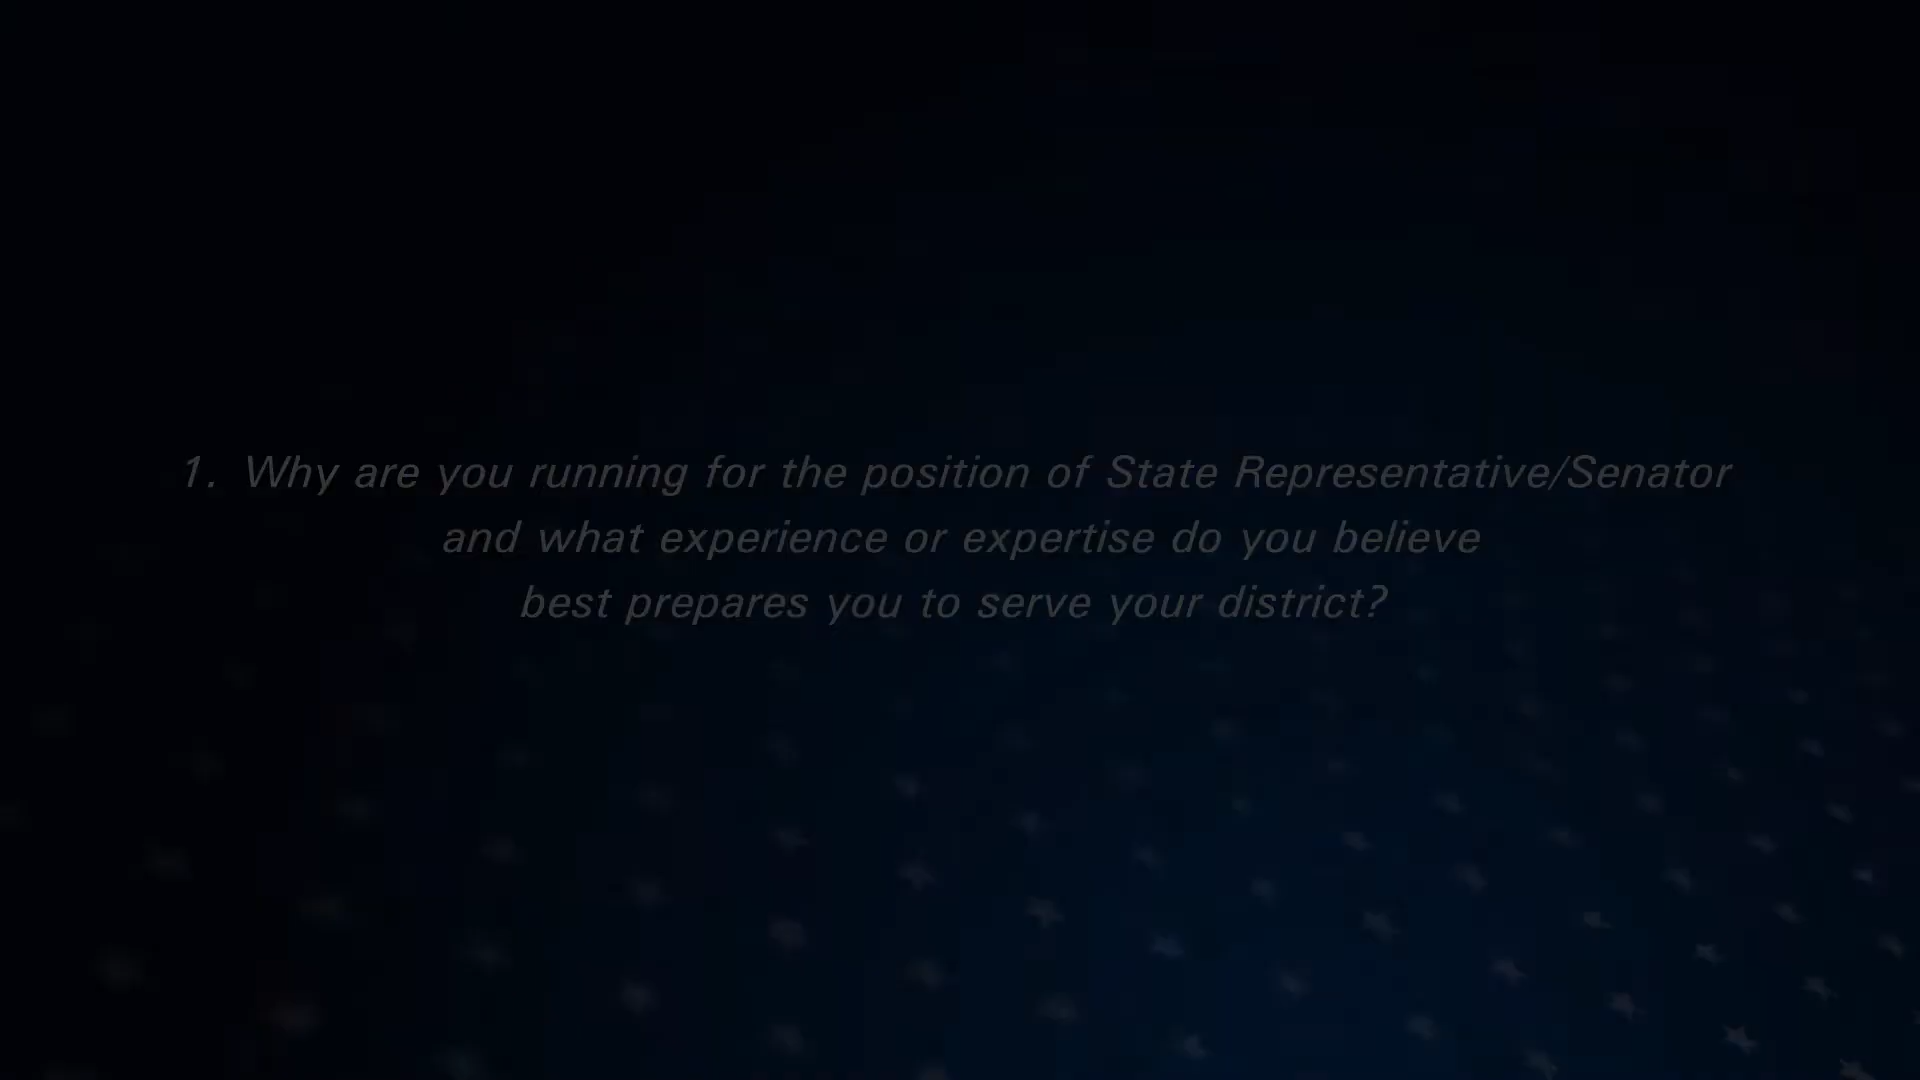 1. Why are you running for the position of State Representative/Senator
and what experience or expertise do you believe
best prepares you to serve your district?